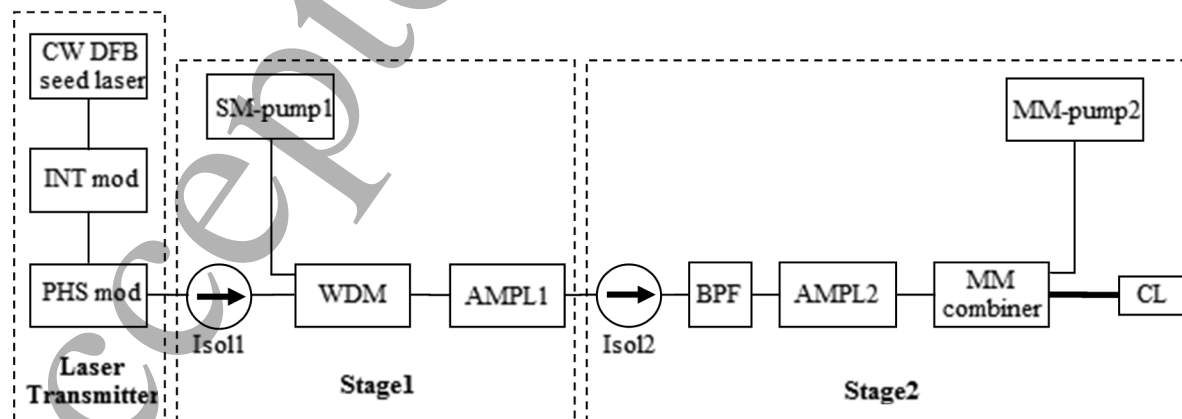 CW DFB
seed laser
INT mod
PHS mod
Laser
Transmitter
SM-pump1
Isol1
WDM
AMPL1
Stage1
MM-pump2
Isol2
BPF
AMPL2
MM
combiner
CL
Stage2